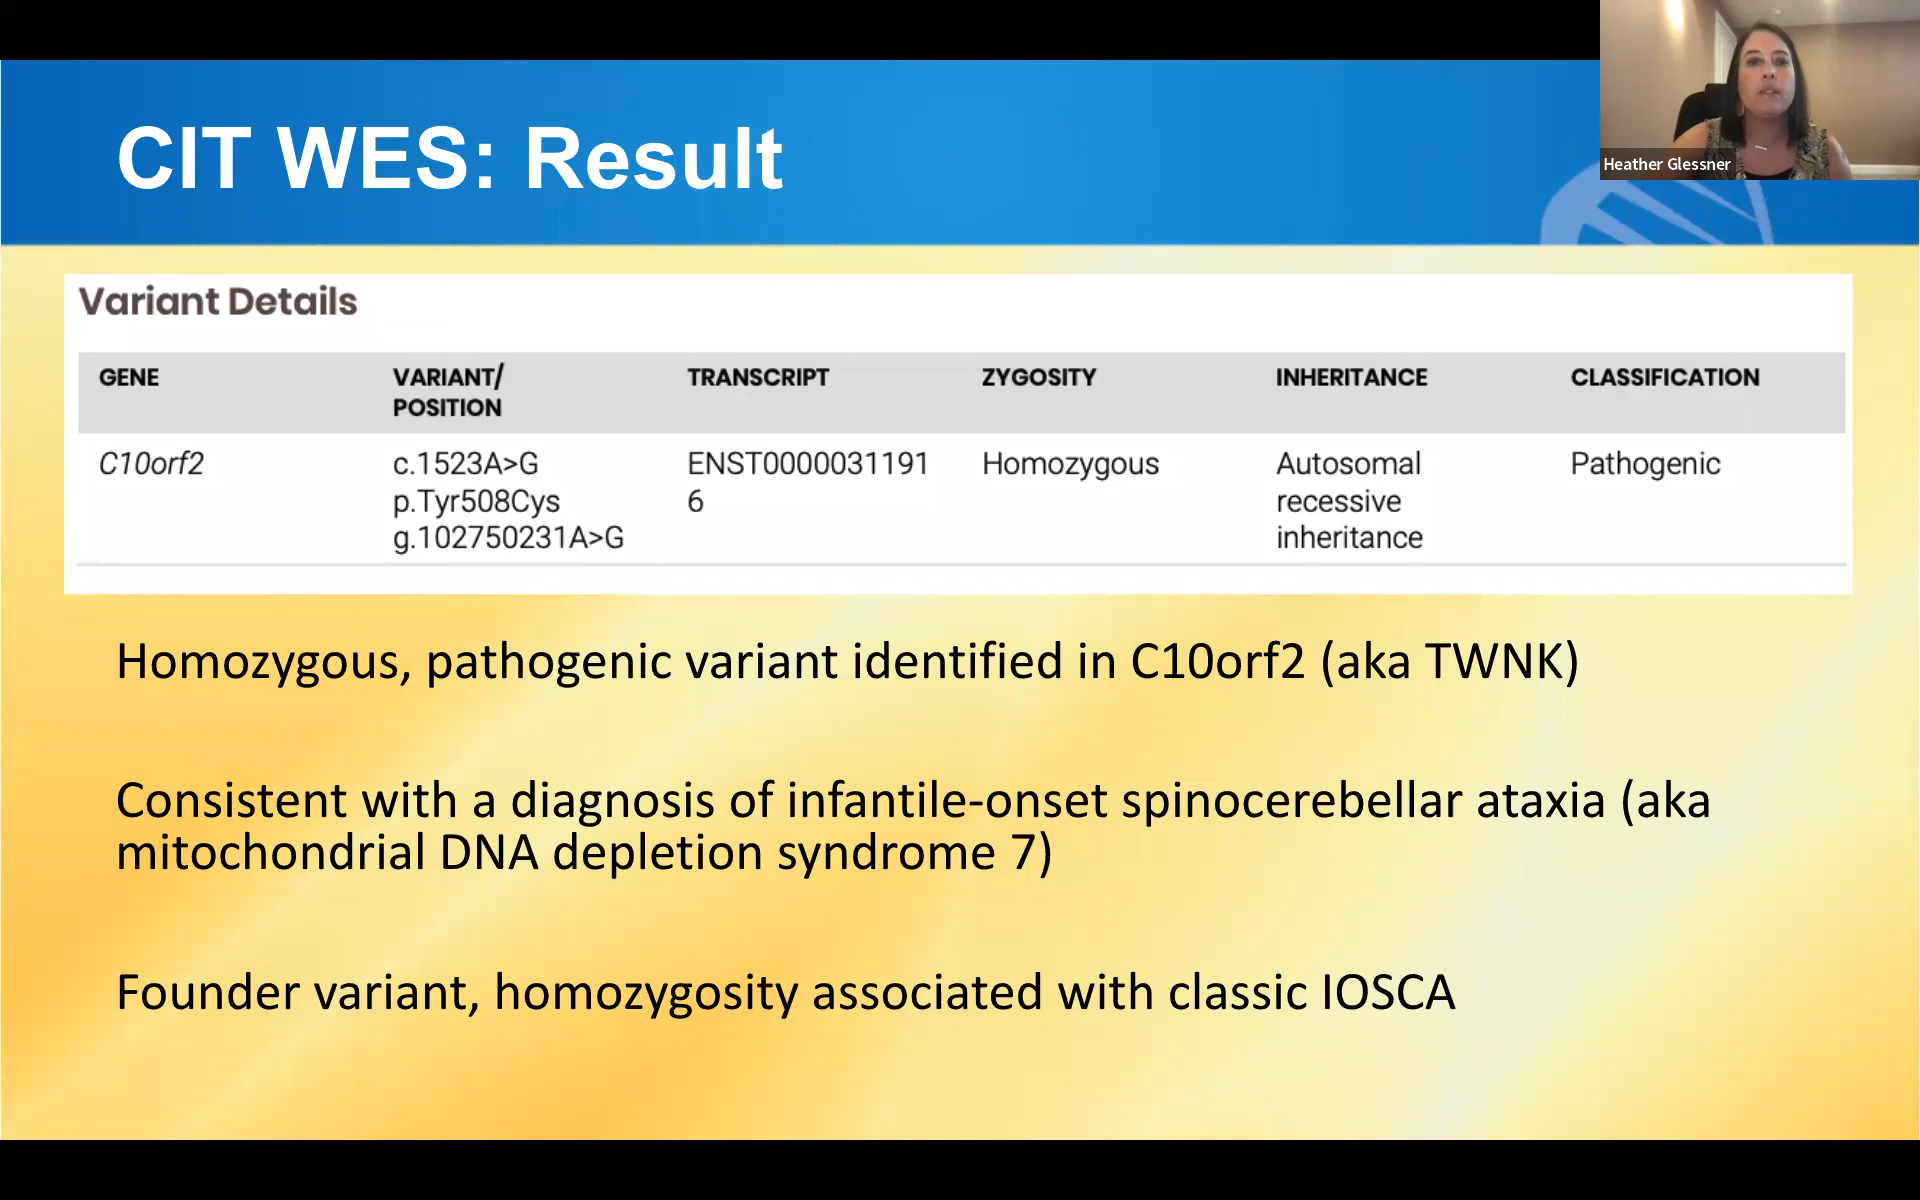 CIT WES: Result
Heather Glessner
Variant Details
GENE
VARIANT/
POSITION
TRANSCRIPT
ZYGOSITY
INHERITANCE
CLASSIFICATION
C10orf2
c.1523A>G
p.Tyr508Cys
g.102750231A>G
ENST0000031191
6
Homozygous
Autosomal
recessive
inheritance
Pathogenic
Homozygous, pathogenic variant identified in C10orf2 (aka TWNK)
Consistent with a diagnosis of infantile-onset spinocerebellar ataxia (aka
mitochondrial DNA depletion syndrome 7)
Founder variant, homozygosity associated with classic IOSCA